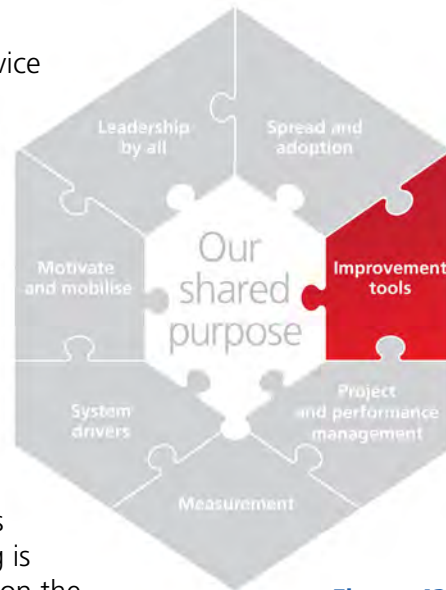 vice
Leadership
by all
Spread and
adoption
Our
shared
purpose
Motivate
and mobilise
Improvement
tools
System
drivers
Project
and performance
management
Measurement
s
g is
on the